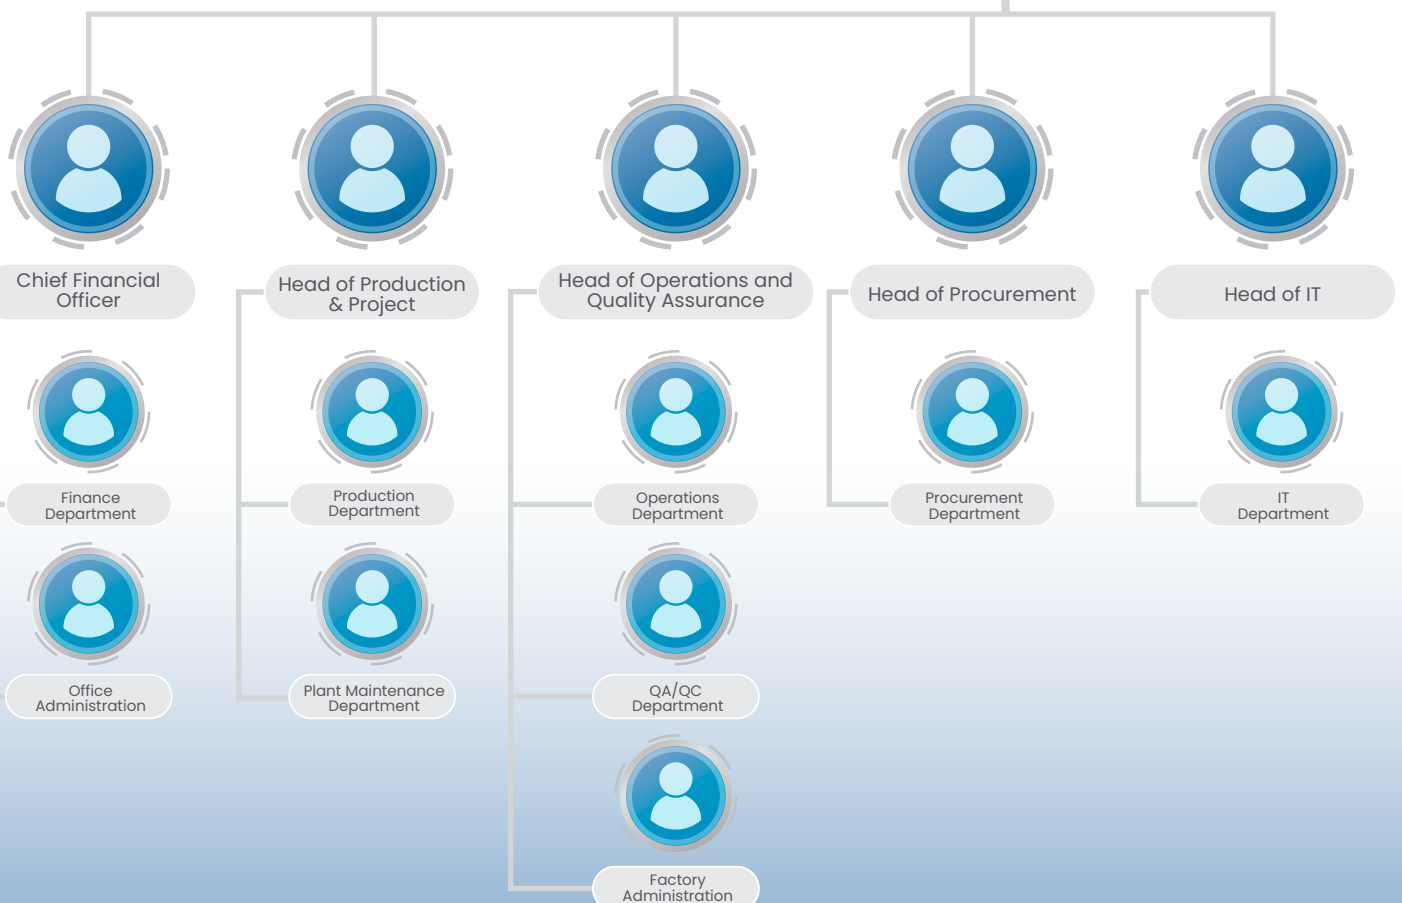 Chief Financial
Officer
Head of Production
& Project
Head of Operations and
Quality Assurance
Head of Procurement
Head of IT
Finance
Department
Production
Department
Operations
Department
Procurement
Department
IT
Department
Office
Administration
Plant Maintenance
Department
QA/QC
Department
Factory
Administration